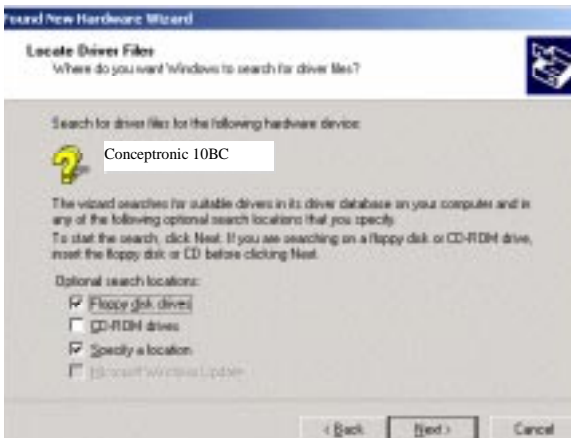 Found New Hardware Wizard
Locate Driver Files
Where do you want Windows to search for driver files?
Search for driver files for the following hardware device:
Conceptronic 10BC
The wizard searches for suitable drivers in its driver database on your computer and in
any of the following optional search locations that you specify.
To start the search, click Next. If you are searching on a floppy disk or CD-ROM drive,
insert the floppy disk or CD before clicking Next.
Optional search locations:
Floppy disk drives
CD-ROM drives
Specify a location
Microsoft Windows Update
< Back Next > Cancel